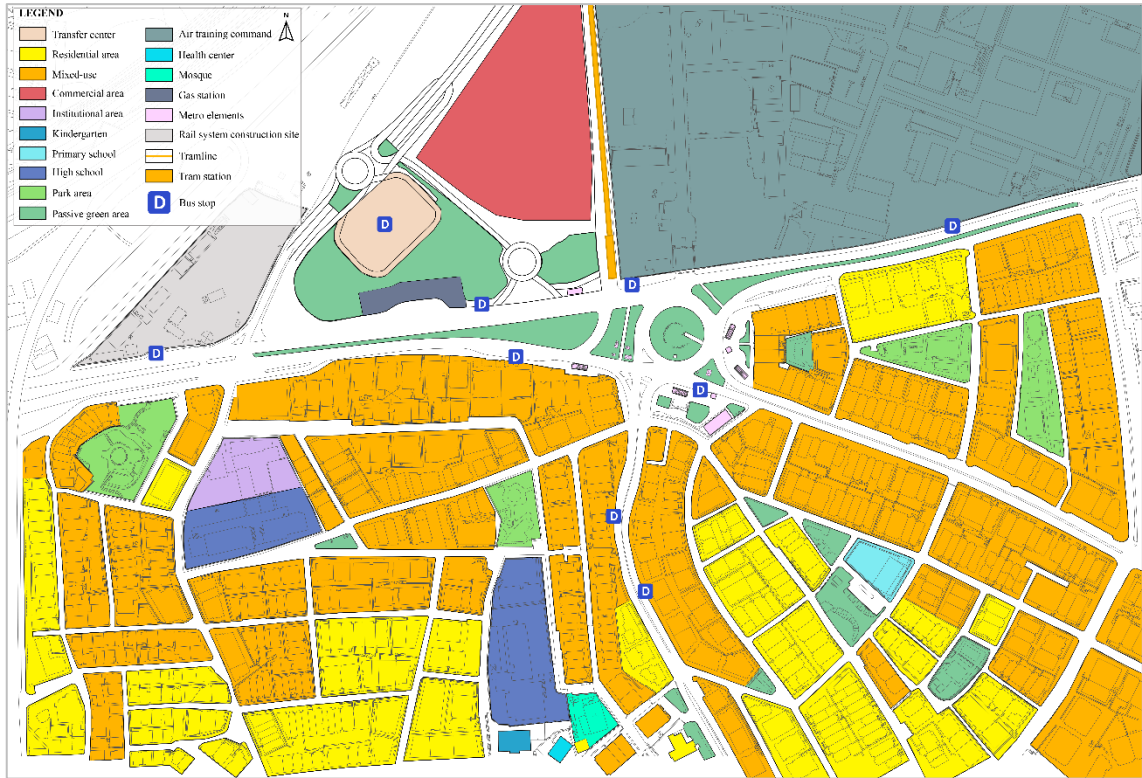 LEGEND
N
Transfer center
Residential area
Mixed-use
Commercial area
Institutional area
Kindergarten
Primary school
High school
Park area
Passive green area
Air training command
Health center
Mosque
Gas station
Metro elements
Rail system construction site
Tramline
Tram station
D Bus stop
D
D
D
D
D
D
D
D
D